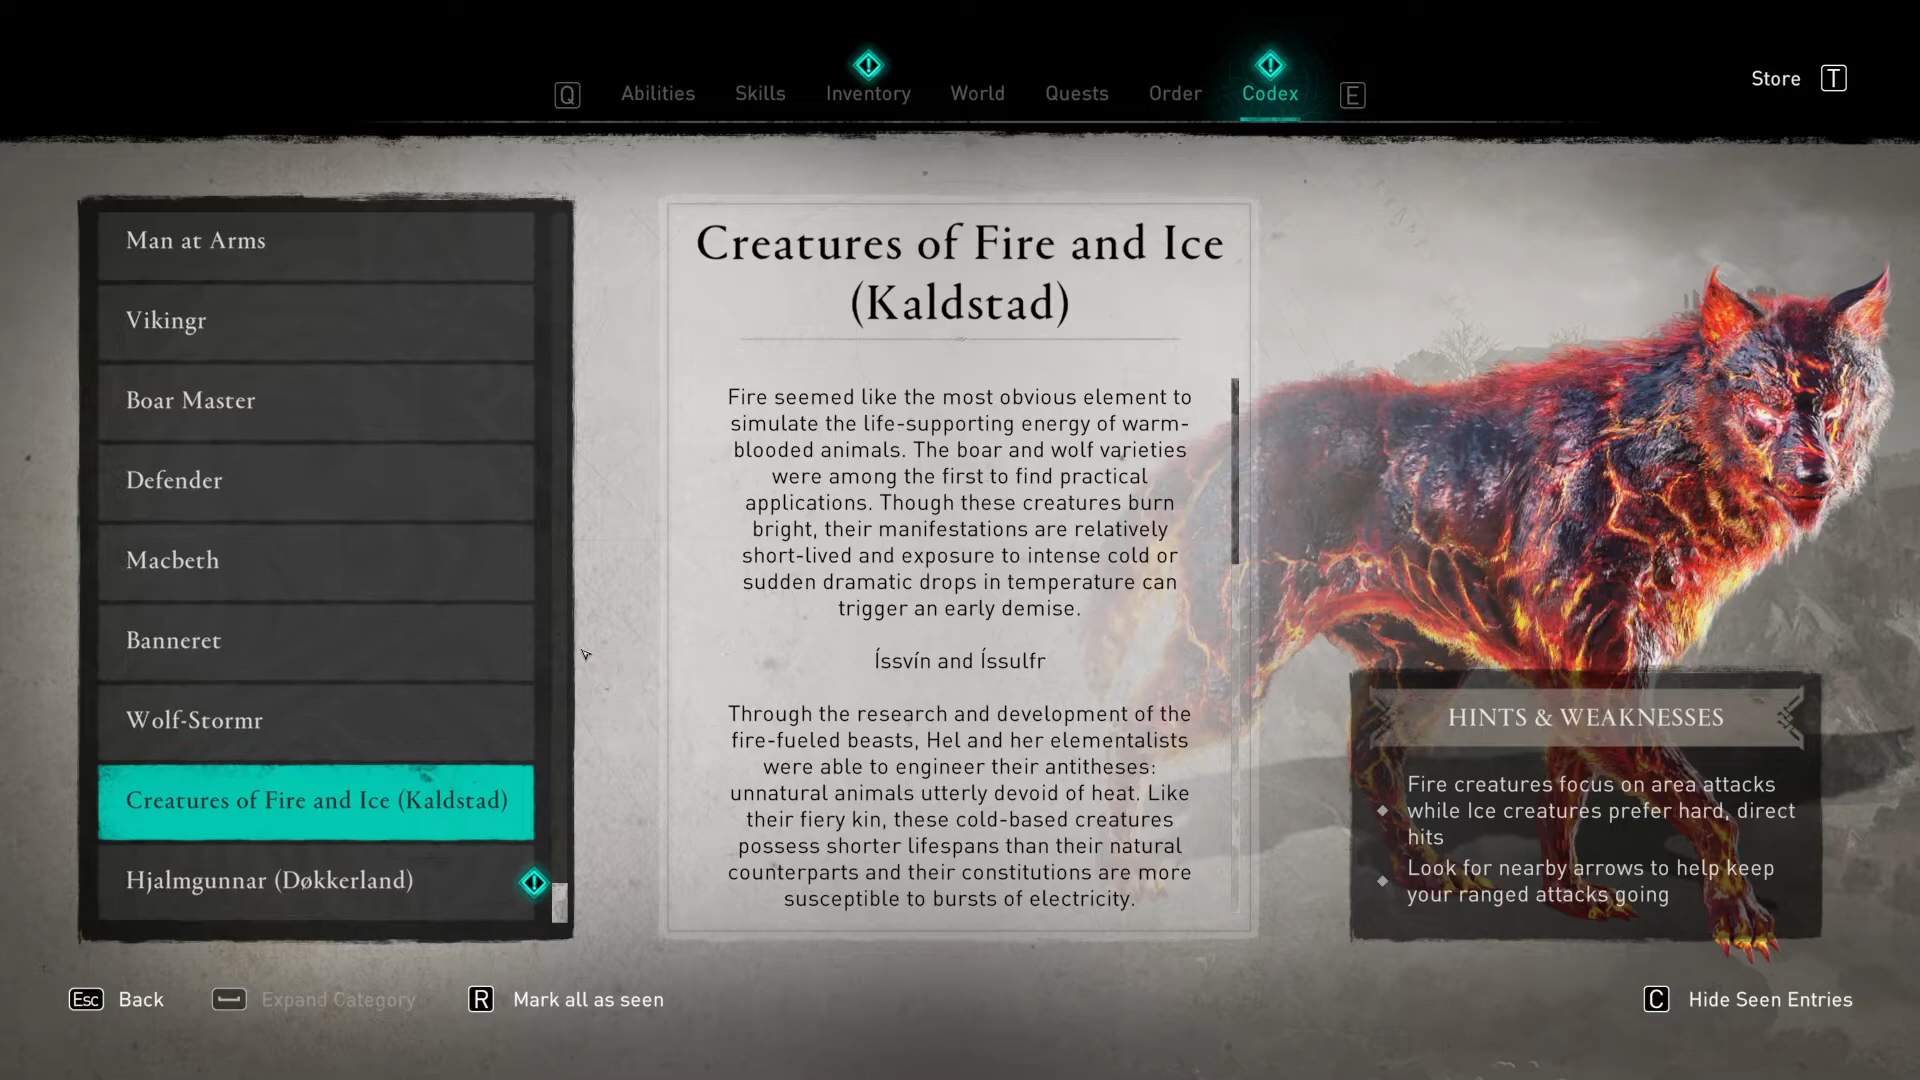 Q Abilities Skills Inventory World Quests Order Codex E
Store T
Man at Arms
Vikingr
Boar Master
Defender
Macbeth
Banneret
Wolf-Stormr
Creatures of Fire and Ice (Kaldstad)
Hjalmgunnar (Døkkerland)
Creatures of Fire and Ice
(Kaldstad)
Fire seemed like the most obvious element to
simulate the life-supporting energy of warm-
blooded animals. The boar and wolf varieties
were among the first to find practical
applications. Though these creatures burn
bright, their manifestations are relatively
short-lived and exposure to intense cold or
sudden dramatic drops in temperature can
trigger an early demise.
Íssvín and Íssulfr
Through the research and development of the
fire-fueled beasts, Hel and her elementalists
were able to engineer their antitheses:
unnatural animals utterly devoid of heat. Like
their fiery kin, these cold-based creatures
possess shorter lifespans than their natural
counterparts and their constitutions are more
susceptible to bursts of electricity.
HINTS & WEAKNESSES
Fire creatures focus on area attacks
while Ice creatures prefer hard, direct
hits
Look for nearby arrows to help keep
your ranged attacks going
Esc Back Expand Category R Mark all as seen
C Hide Seen Entries